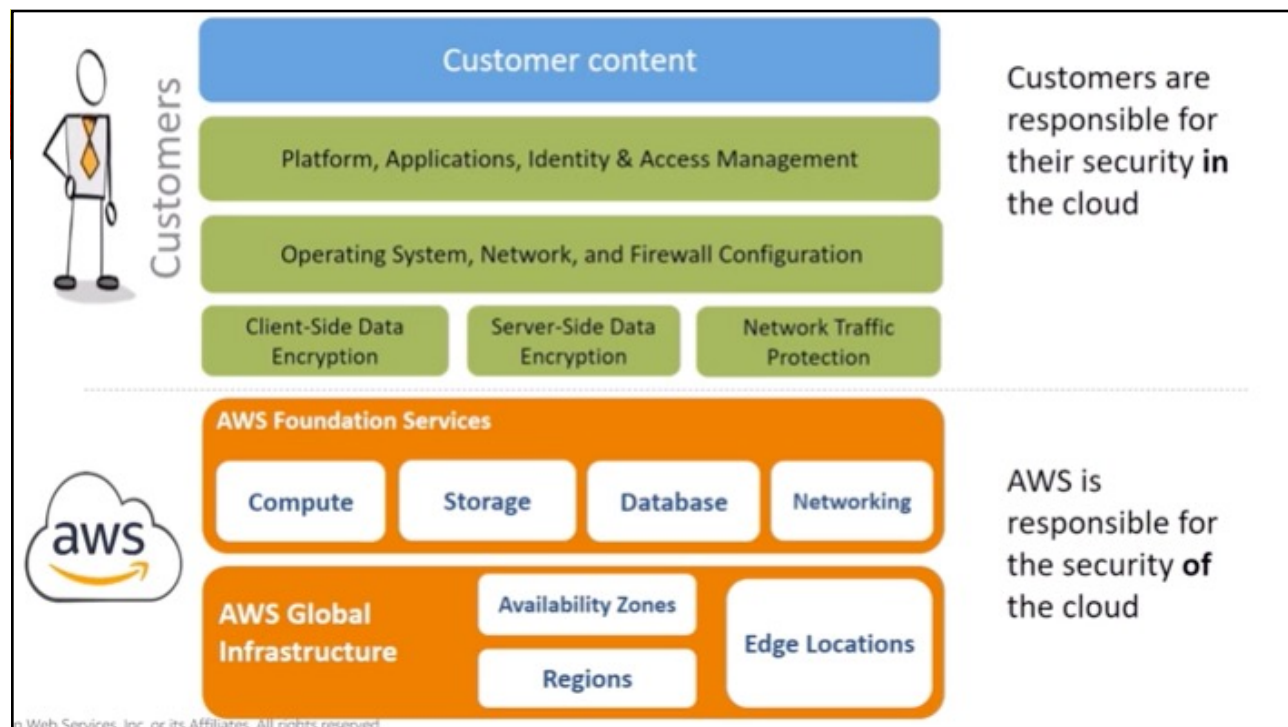 Customers
Customer content
Platform, Applications, Identity & Access Management
Operating System, Network, and Firewall Configuration
Client-Side Data
Encryption
Server-Side Data
Encryption
Network Traffic
Protection
Customers are
responsible for
their security in
the cloud
aws
AWS Foundation Services
Compute
Storage
Database
Networking
AWS Global
Infrastructure
Availability Zones
Regions
Edge Locations
AWS is
responsible for
the security of
the cloud
n Web Services, Inc. or its Affiliates. All rights reserved